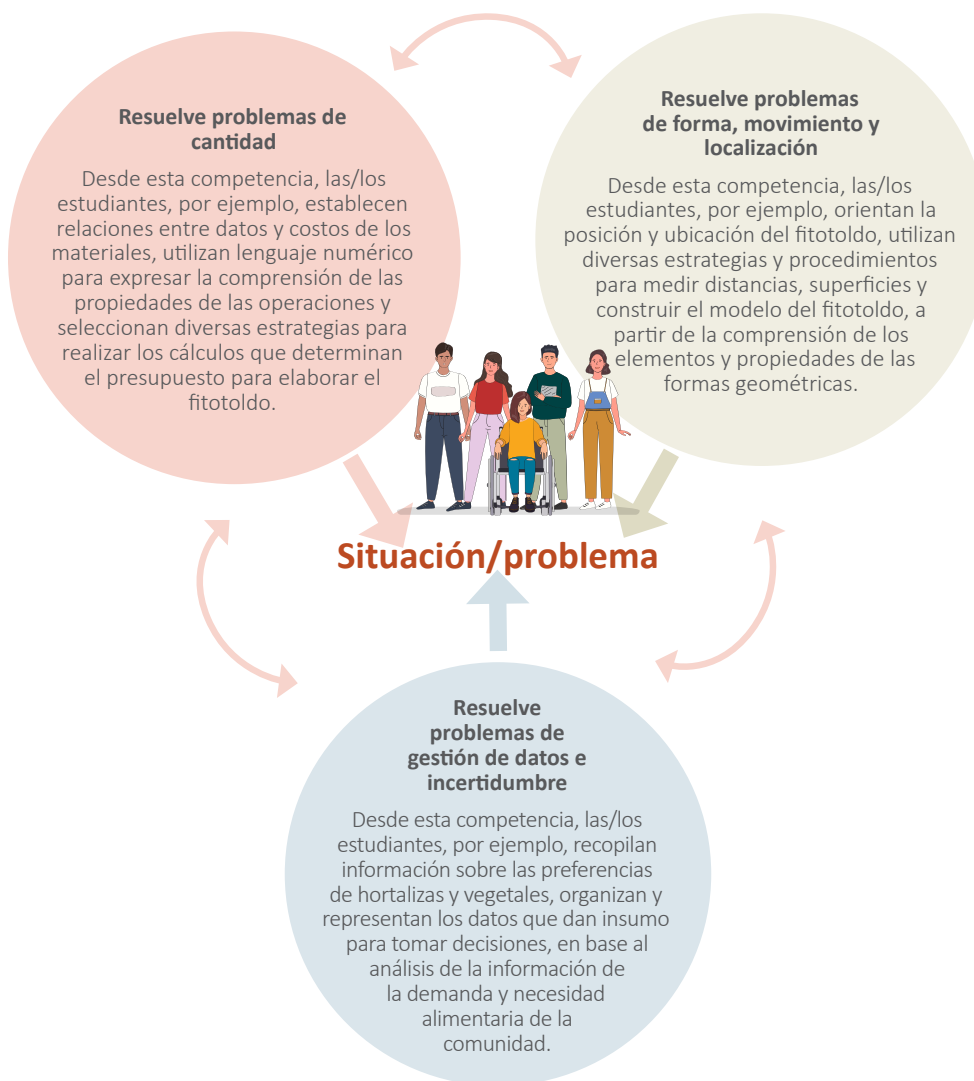 Resuelve problemas de
cantidad
Desde esta competencia, las/los
estudiantes, por ejemplo, establecen
relaciones entre datos y costos de los
materiales, utilizan lenguaje numérico
para expresar la comprensión de las
propiedades de las operaciones y
seleccionan diversas estrategias para
realizar los cálculos que determinan
el presupuesto para elaborar el
fitotoldo.
Resuelve problemas
de forma, movimiento y
localización
Desde esta competencia, las/los
estudiantes, por ejemplo, orientan la
posición y ubicación del fitotoldo, utilizan
diversas estrategias y procedimientos
para medir distancias, superficies y
construir el modelo del fitotoldo, a
partir de la comprensión de los
elementos y propiedades de las
formas geométricas.
Situación/problema
Resuelve
problemas de
gestión de datos e
incertidumbre
Desde esta competencia, las/los
estudiantes, por ejemplo, recopilan
información sobre las preferencias
de hortalizas y vegetales, organizan y
representan los datos que dan insumo
para tomar decisiones, en base al
análisis de la información de
la demanda y necesidad
alimentaria de la
comunidad.